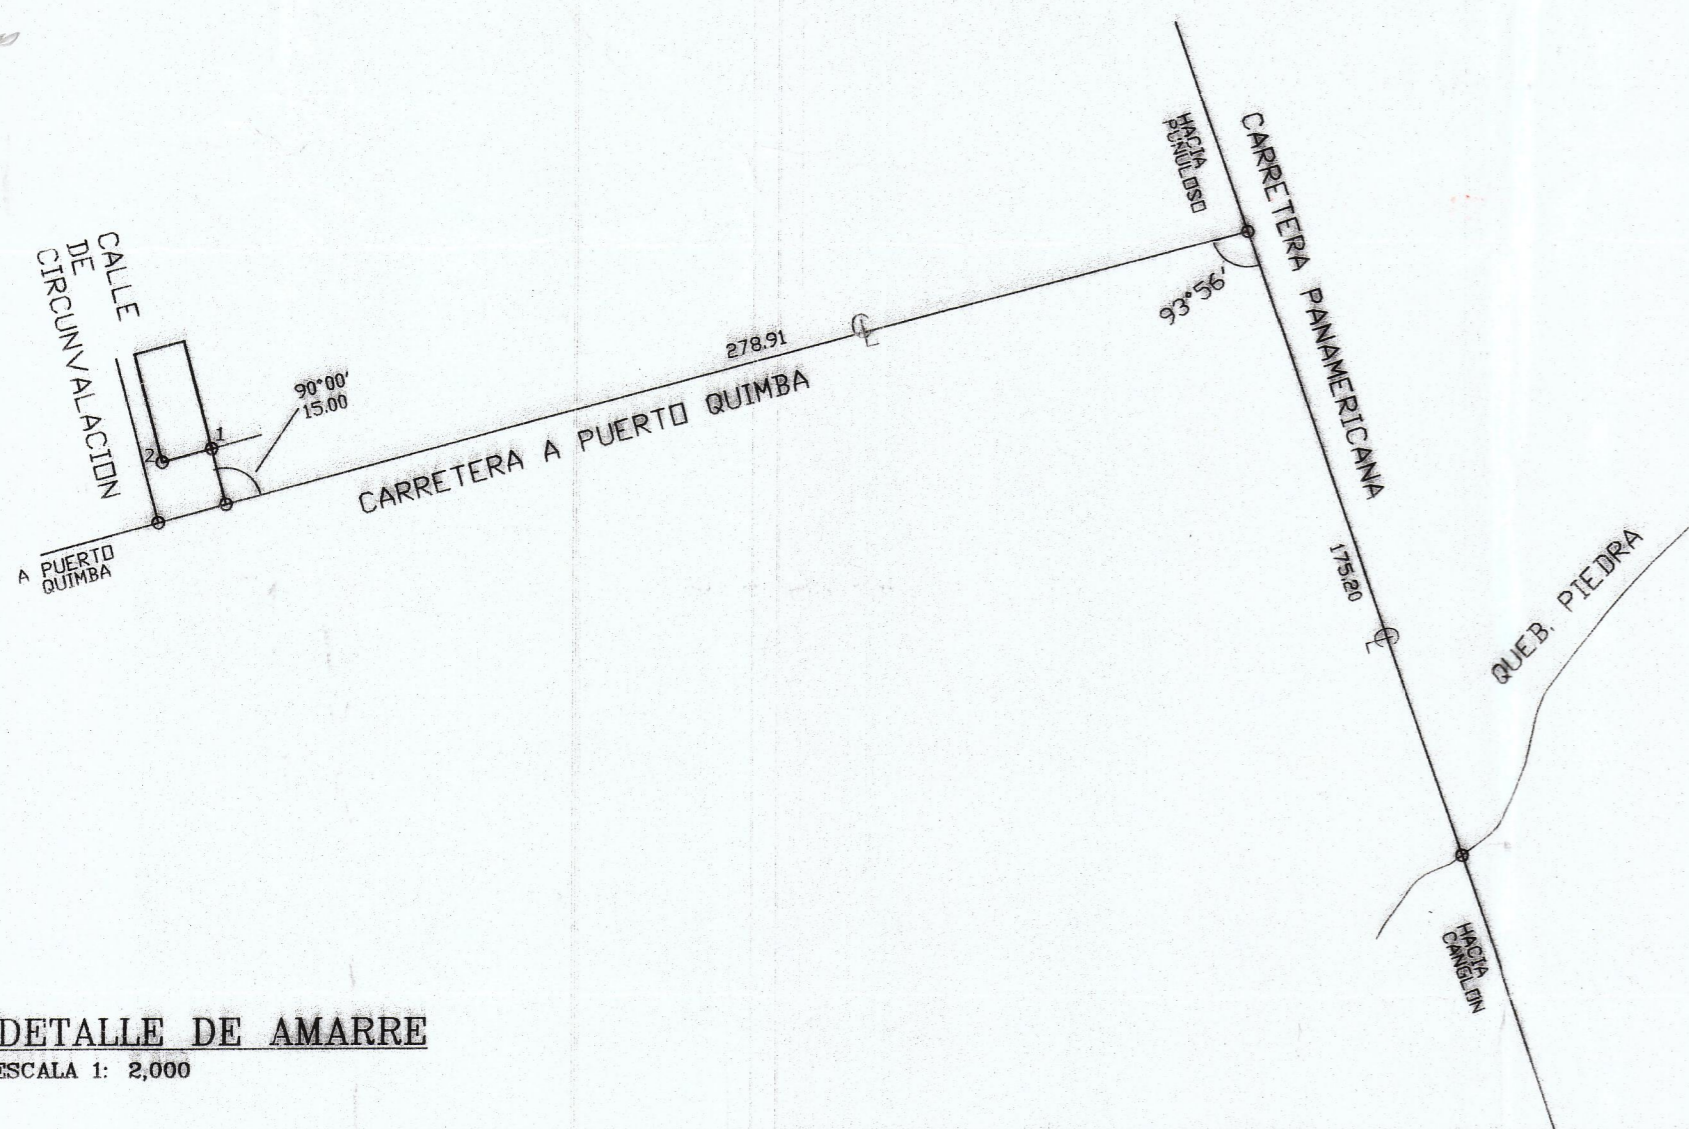 HACIA
PUÑULOSO
CARRETERA PANAMERICANA
93°56'
CALLE
DE
CIRCUNVALACION
278.91
CARRETERA A PUERTO QUIMBA
90°00'
15.00
1
2
A PUERTO
QUIMBA
175.20
QUEB. PIEDRA
HACIA
CANGLON
DETALLE DE AMARRE
ESCALA 1: 2,000